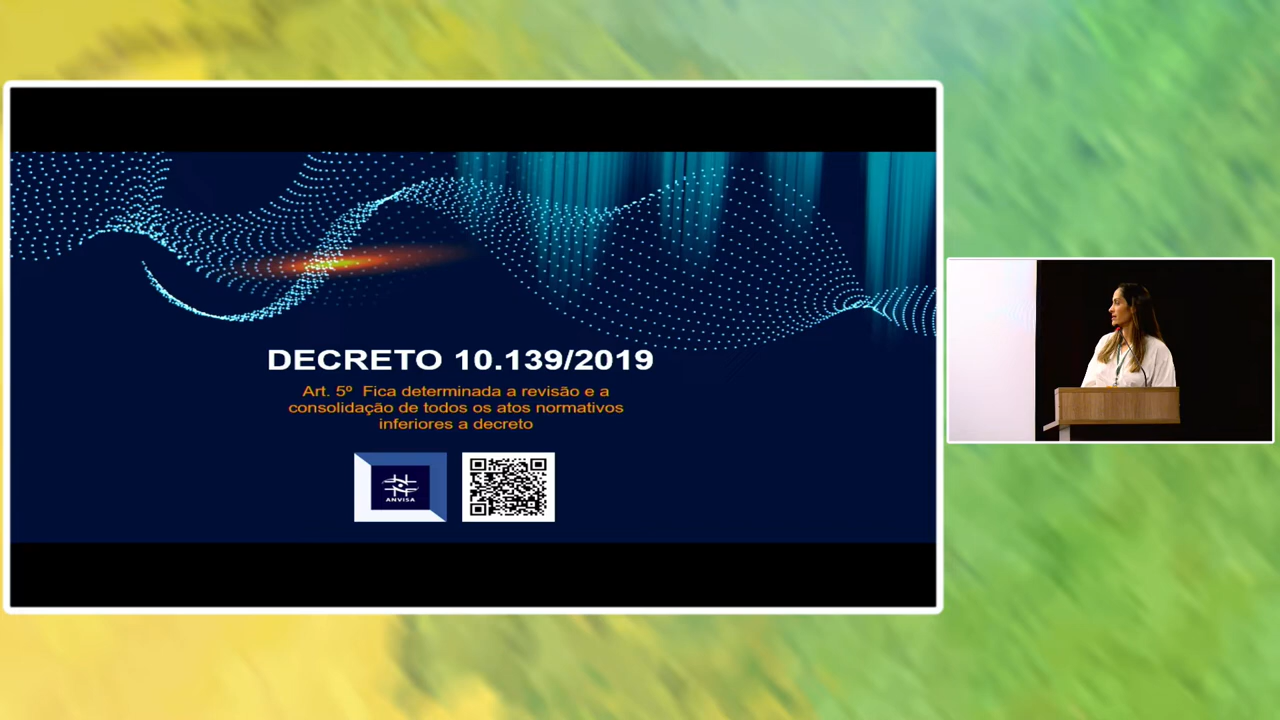 DECRETO 10.139/2019
Art. 5º Fica determinada a revisão e a
consolidação de todos os atos normativos
inferiores a decreto
ANVISA